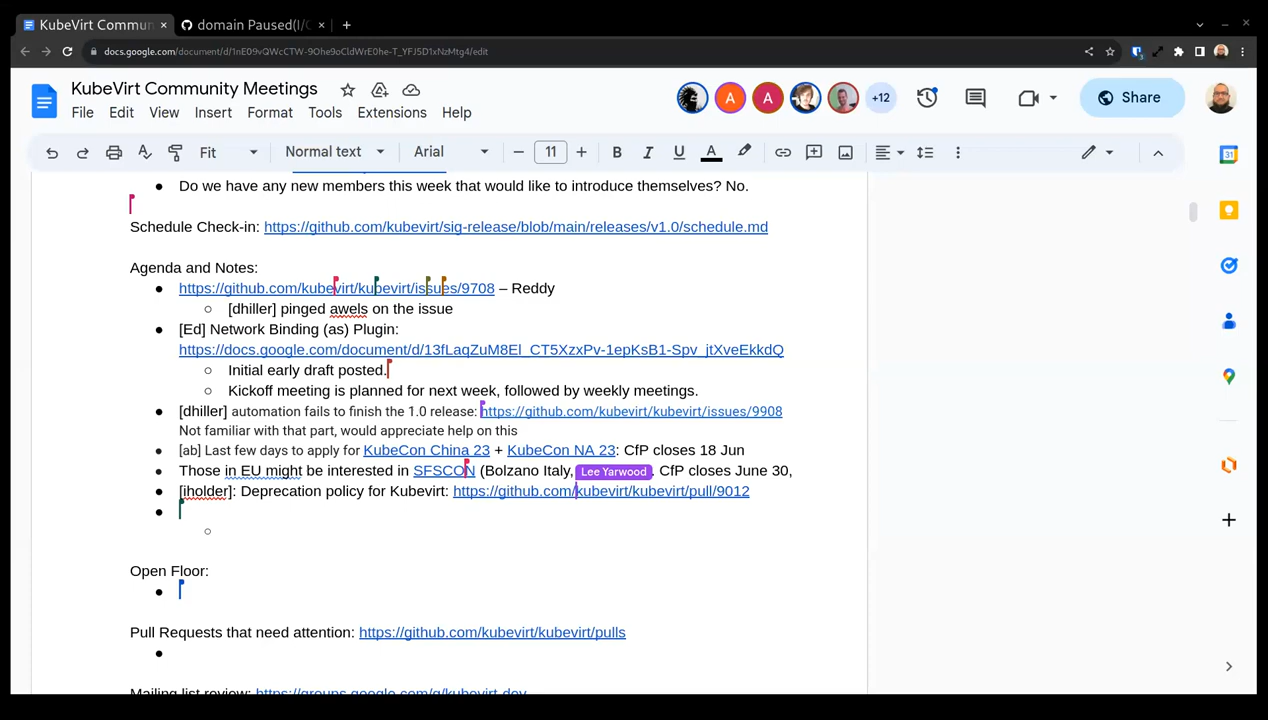 KubeVirt Commun
domain Paused(I/
docs.google.com/document/d/1nE09vQWcCTW-9Ohe9oCldWrE0he-T_YFJ5D1xNzMtg4/edit
KubeVirt Community Meetings
A
A
+12
Share
File Edit View Insert Format Tools Extensions Help
Fit
Normal text
Arial
11
B I U A
31
Do we have any new members this week that would like to introduce themselves? No.
Schedule Check-in: https://github.com/kubevirt/sig-release/blob/main/releases/v1.0/schedule.md
Agenda and Notes:
https://github.com/kubevirt/kubevirt/issues/9708 – Reddy
[dhiller] pinged awels on the issue
[Ed] Network Binding (as) Plugin:
https://docs.google.com/document/d/13fLaqZuM8El_CT5XzxPv-1epKsB1-Spv_jtXveEkkdQ
Initial early draft posted.
Kickoff meeting is planned for next week, followed by weekly meetings.
[dhiller] automation fails to finish the 1.0 release: https://github.com/kubevirt/kubevirt/issues/9908
Not familiar with that part, would appreciate help on this
[ab] Last few days to apply for KubeCon China 23 + KubeCon NA 23: CfP closes 18 Jun
Those in EU might be interested in SFSCON (Bolzano Italy, Lee Yarwood . CfP closes June 30,
[iholder]: Deprecation policy for Kubevirt: https://github.com/kubevirt/kubevirt/pull/9012
Open Floor:
Pull Requests that need attention: https://github.com/kubevirt/kubevirt/pulls
Mailing list review: https://groups.google.com/g/kubevirt-dev